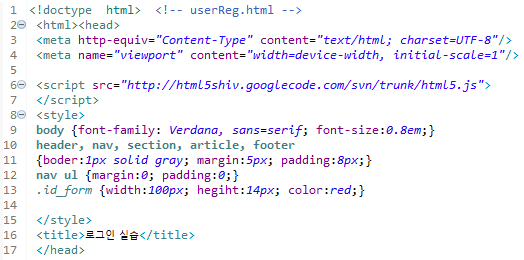 1 <!doctype  html>  <!-- userReg.html -->
2 <html><head>
3 <meta http-equiv="Content-Type" content="text/html; charset=UTF-8"/>
4 <meta name="viewport" content="width=device-width, initial-scale=1"/>
5
6 <script src="http://html5shiv.googlecode.com/svn/trunk/html5.js">
7 </script>
8 <style>
9 body {font-family: Verdana, sans=serif; font-size:0.8em;}
10 header, nav, section, article, footer
11 {boder:1px solid gray; margin:5px; padding:8px;}
12 nav ul {margin:0; padding:0;}
13 .id_form {width:100px; hegiht:14px; color:red;}
14
15 </style>
16 <title>로그인 실습</title>
17 </head>